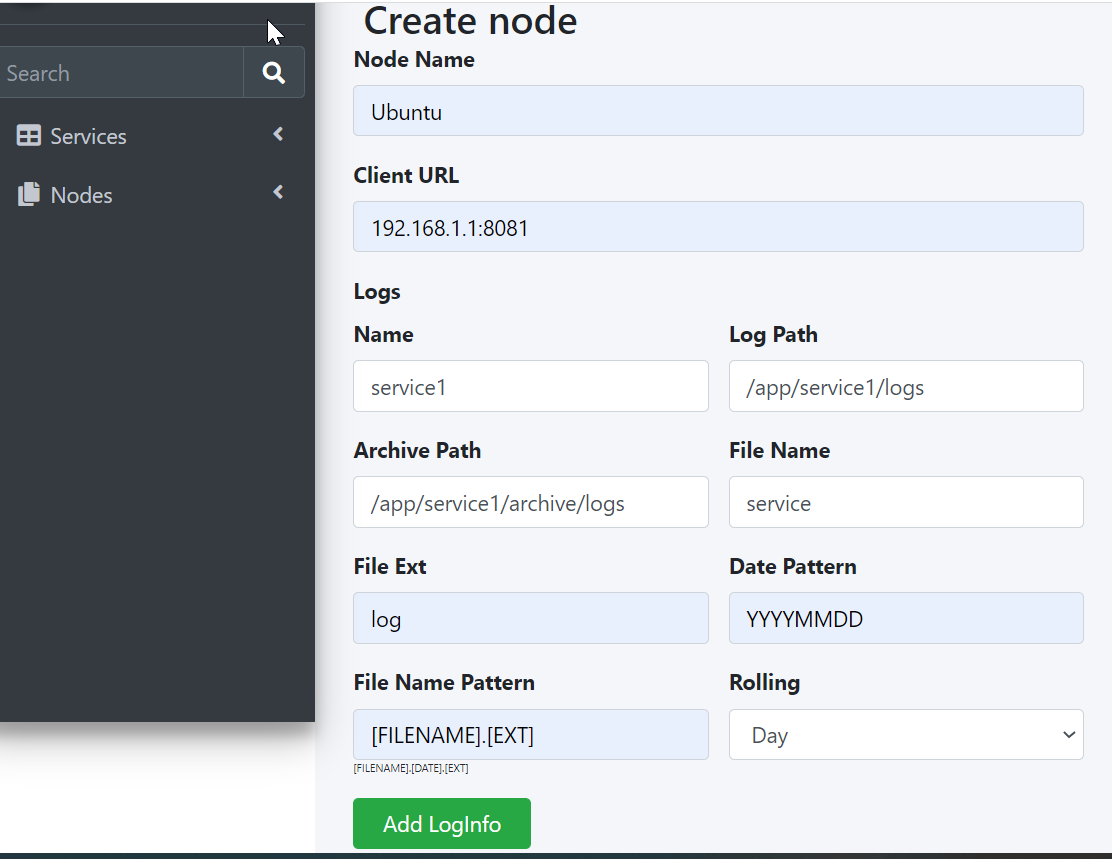 Create node
Search
Services
Nodes
Node Name
Ubuntu
Client URL
192.168.1.1:8081
Logs
Name
Log Path
service1
/app/service1/logs
Archive Path
File Name
/app/service1/archive/logs
service
File Ext
Date Pattern
log
YYYYMMDD
File Name Pattern
Rolling
[FILENAME].[EXT]
Day
[FILENAME].[DATE].[EXT]
Add LogInfo